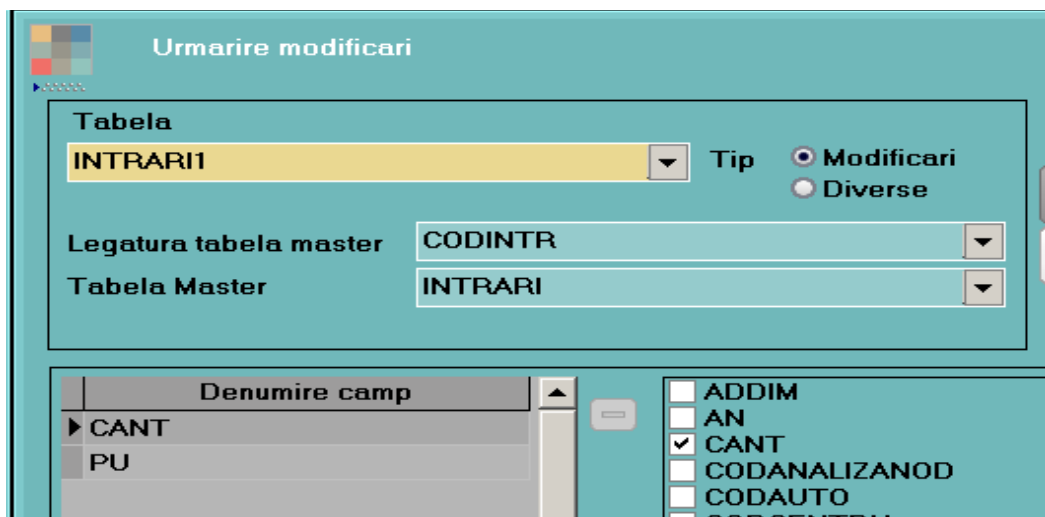 Urmarire modificari
Tabela
INTRARI1
Tip
Modificari
Diverse
Legatura tabela master
CODINTR
Tabela Master
INTRARI
Denumire camp
CANT
PU
ADDIM
AN
CANT
CODANALIZANOD
CODAUTO